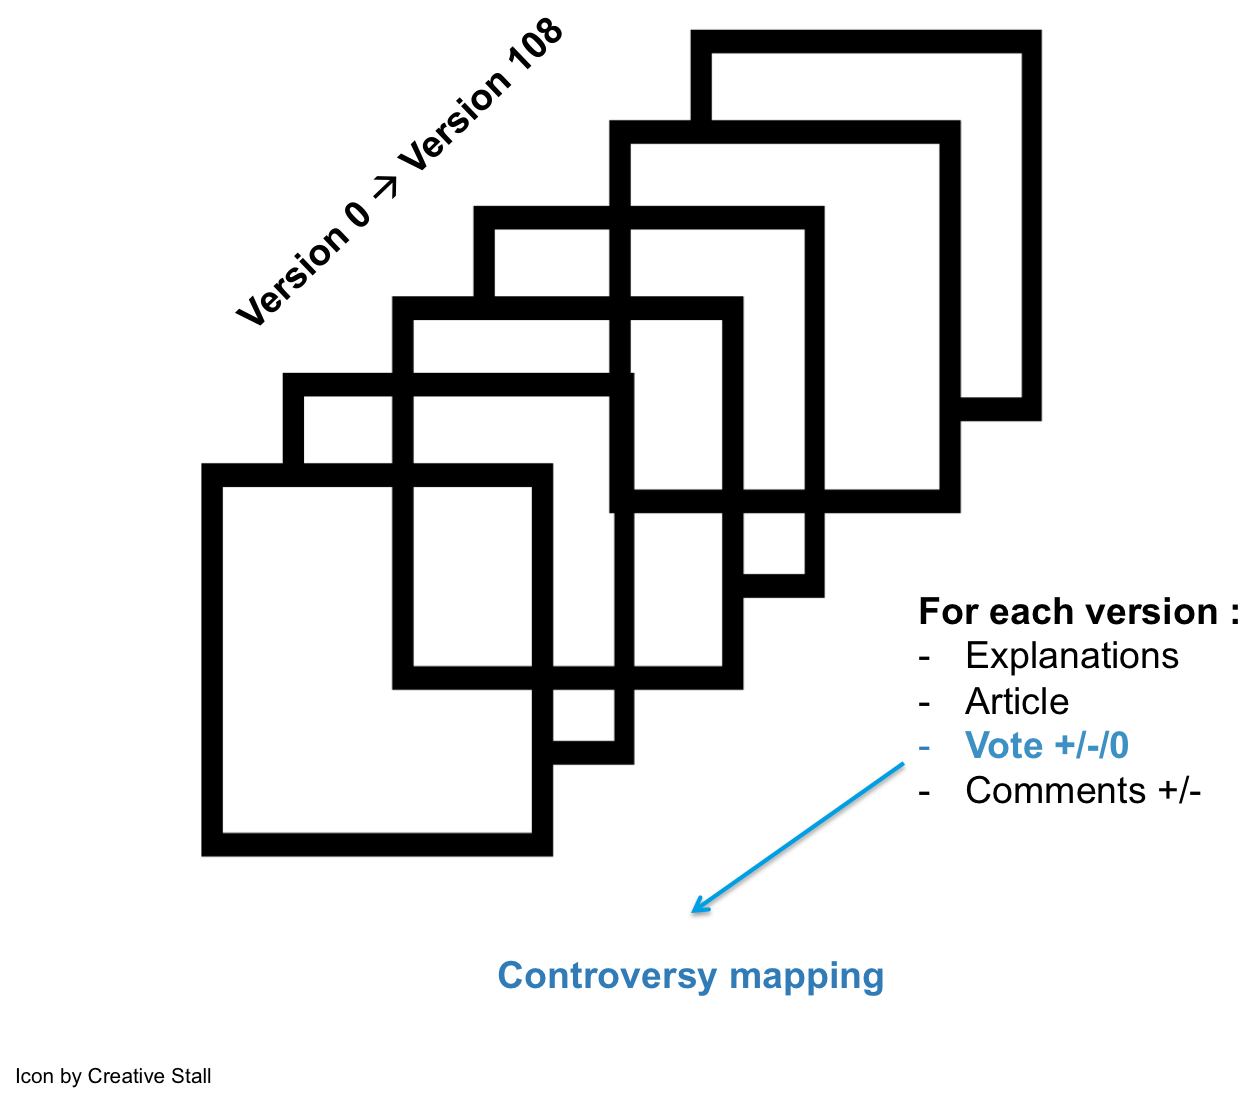 Version 0 → Version 108
For each version :
- Explanations
- Article
- Vote +/-/0
- Comments +/-
Controversy mapping
Icon by Creative Stall